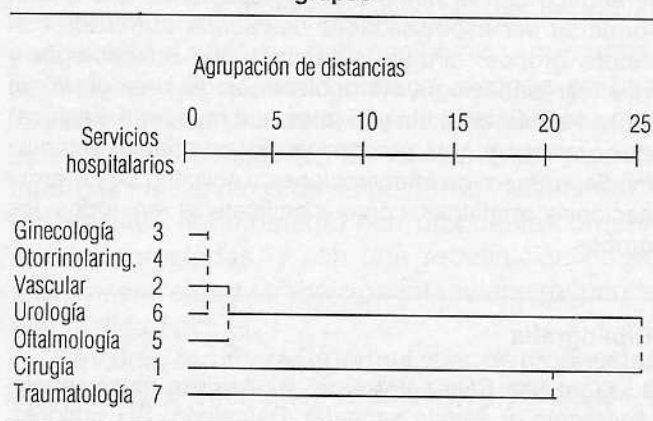 Agrupación de distancias
Servicios hospitalarios
0 5 10 15 20 25
Ginecología 3
Otorrinolaring. 4
Vascular 2
Urología 6
Oftalmología 5
Cirugía 1
Traumatología 7